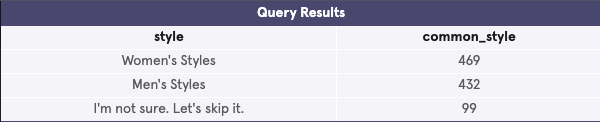 Query Results
style common_style
Women's Styles 469
Men's Styles 432
I'm not sure. Let's skip it. 99